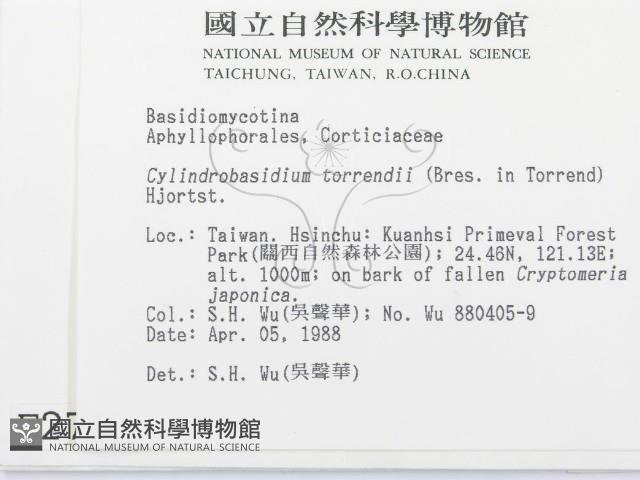 國立自然科學博物館
NATIONAL MUSEUM OF NATURAL SCIENCE
TAICHUNG, TAIWAN, R.O.CHINA
Basidiomycotina
Aphyllophorales, Corticiaceae
Cylindrobasidium torrendii (Bres. in Torrend)
Hjortst.
Loc.: Taiwan. Hsinchu: Kuanhsi Primeval Forest
Park(關西自然森林公園); 24.46N, 121.13E;
alt. 1000m; on bark of fallen Cryptomeria
japonica.
Col.: S.H. Wu(吳聲華); No. Wu 880405-9
Date: Apr. 05, 1988
Det.: S.H. Wu(吳聲華)
國立自然科學博物館
NATIONAL MUSEUM OF NATURAL SCIENCE